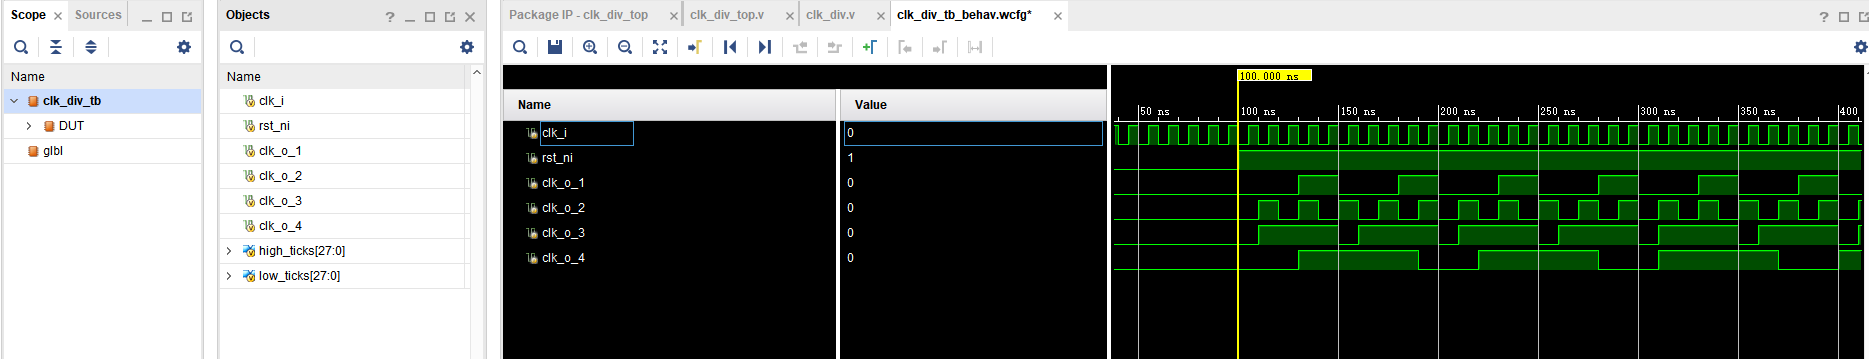 Scope Sources
Name
clk_div_tb
DUT
glbl
Objects
Name
clk_i
rst_ni
clk_o_1
clk_o_2
clk_o_3
clk_o_4
high_ticks[27:0]
low_ticks[27:0]
Package IP - clk_div_top clk_div_top.v clk_div.v clk_div_tb_behav.wcfg*
Name Value
clk_i 0
rst_ni 1
clk_o_1 0
clk_o_2 0
clk_o_3 0
clk_o_4 0
100.000 ns
50 ns 100 ns 150 ns 200 ns 250 ns 300 ns 350 ns 400